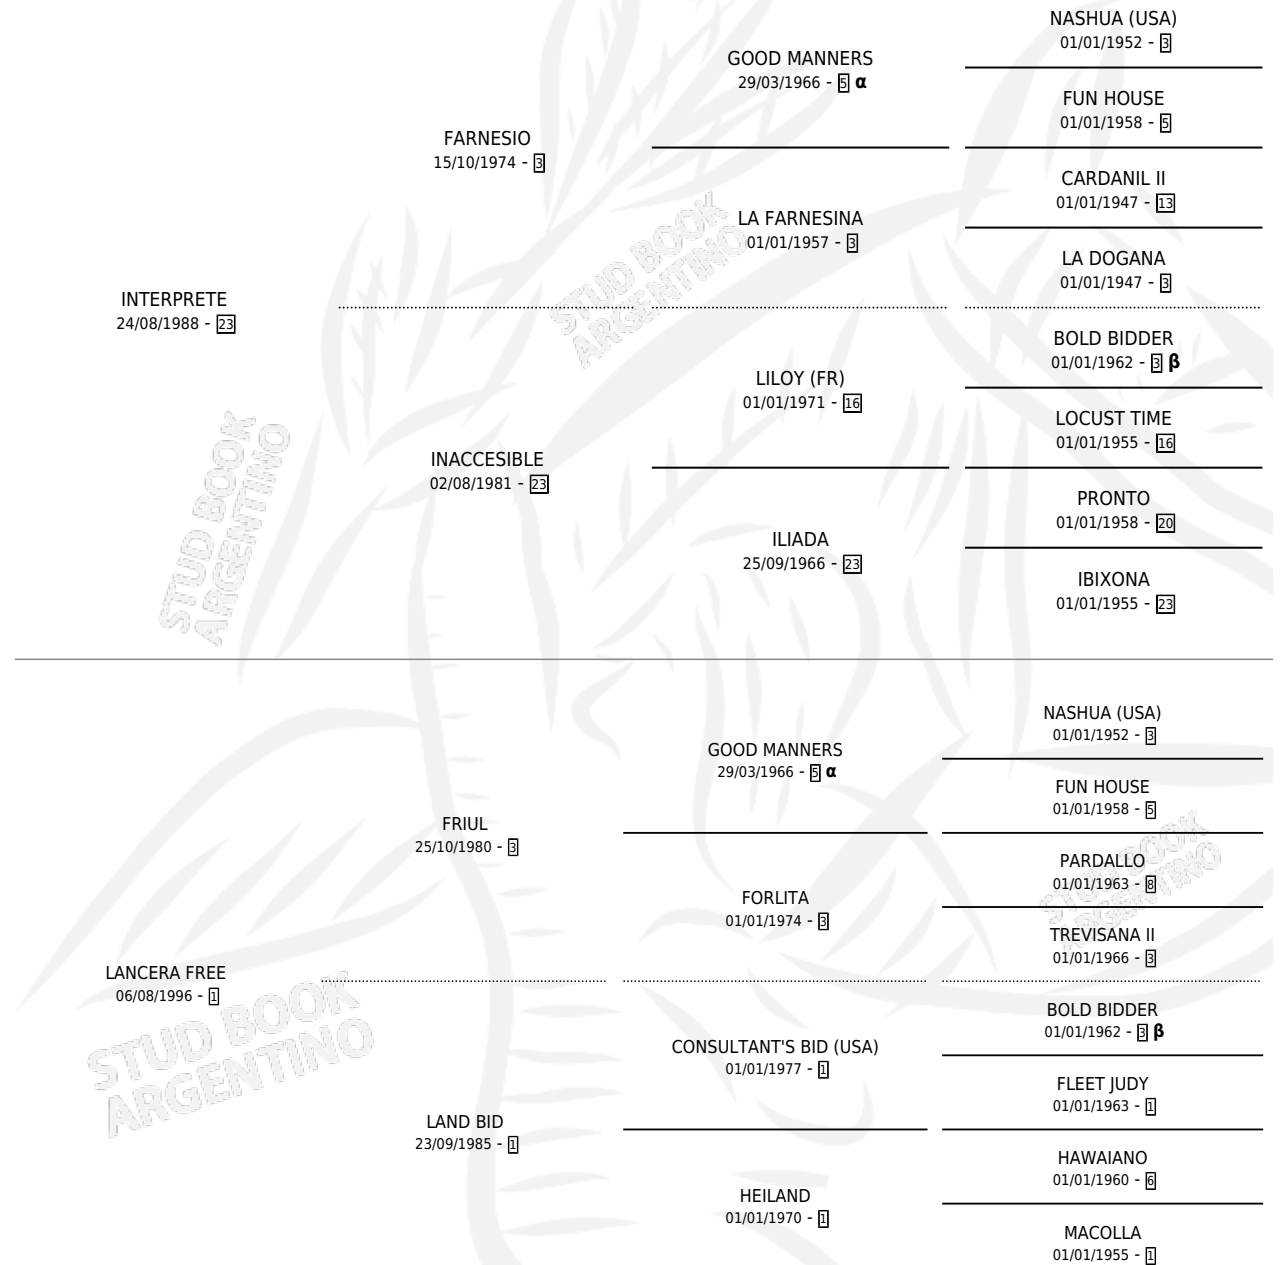 NASHUA (USA)
01/01/1952 - 3
GOOD MANNERS
29/03/1966 - 5 α
FUN HOUSE
01/01/1958 - 5
FARNESIO
15/10/1974 - 3
CARDANIL II
01/01/1947 - 13
LA FARNESINA
01/01/1957 - 3
LA DOGANA
01/01/1947 - 3
INTERPRETE
24/08/1988 - 23
BOLD BIDDER
01/01/1962 - 3 β
LILOY (FR)
01/01/1971 - 16
LOCUST TIME
01/01/1955 - 16
INACCESIBLE
02/08/1981 - 23
PRONTO
01/01/1958 - 20
ILIADA
25/09/1966 - 23
IBIXONA
01/01/1955 - 23
NASHUA (USA)
01/01/1952 - 3
GOOD MANNERS
29/03/1966 - 5 α
FUN HOUSE
01/01/1958 - 5
FRIUL
25/10/1980 - 3
PARDALLO
01/01/1963 - 8
FORLITA
01/01/1974 - 3
TREVISANA II
01/01/1966 - 3
LANCERA FREE
06/08/1996 - 1
BOLD BIDDER
01/01/1962 - 3 β
CONSULTANT'S BID (USA)
01/01/1977 - 1
FLEET JUDY
01/01/1963 - 1
LAND BID
23/09/1985 - 1
HAWAIANO
01/01/1960 - 6
HEILAND
01/01/1970 - 1
MACOLLA
01/01/1955 - 1
STUD BOOK
ARGENTINO
STUD BOOK
ARGENTINO
STUD BOOK
ARGENTINO
STUD BOOK
ARGENTINO